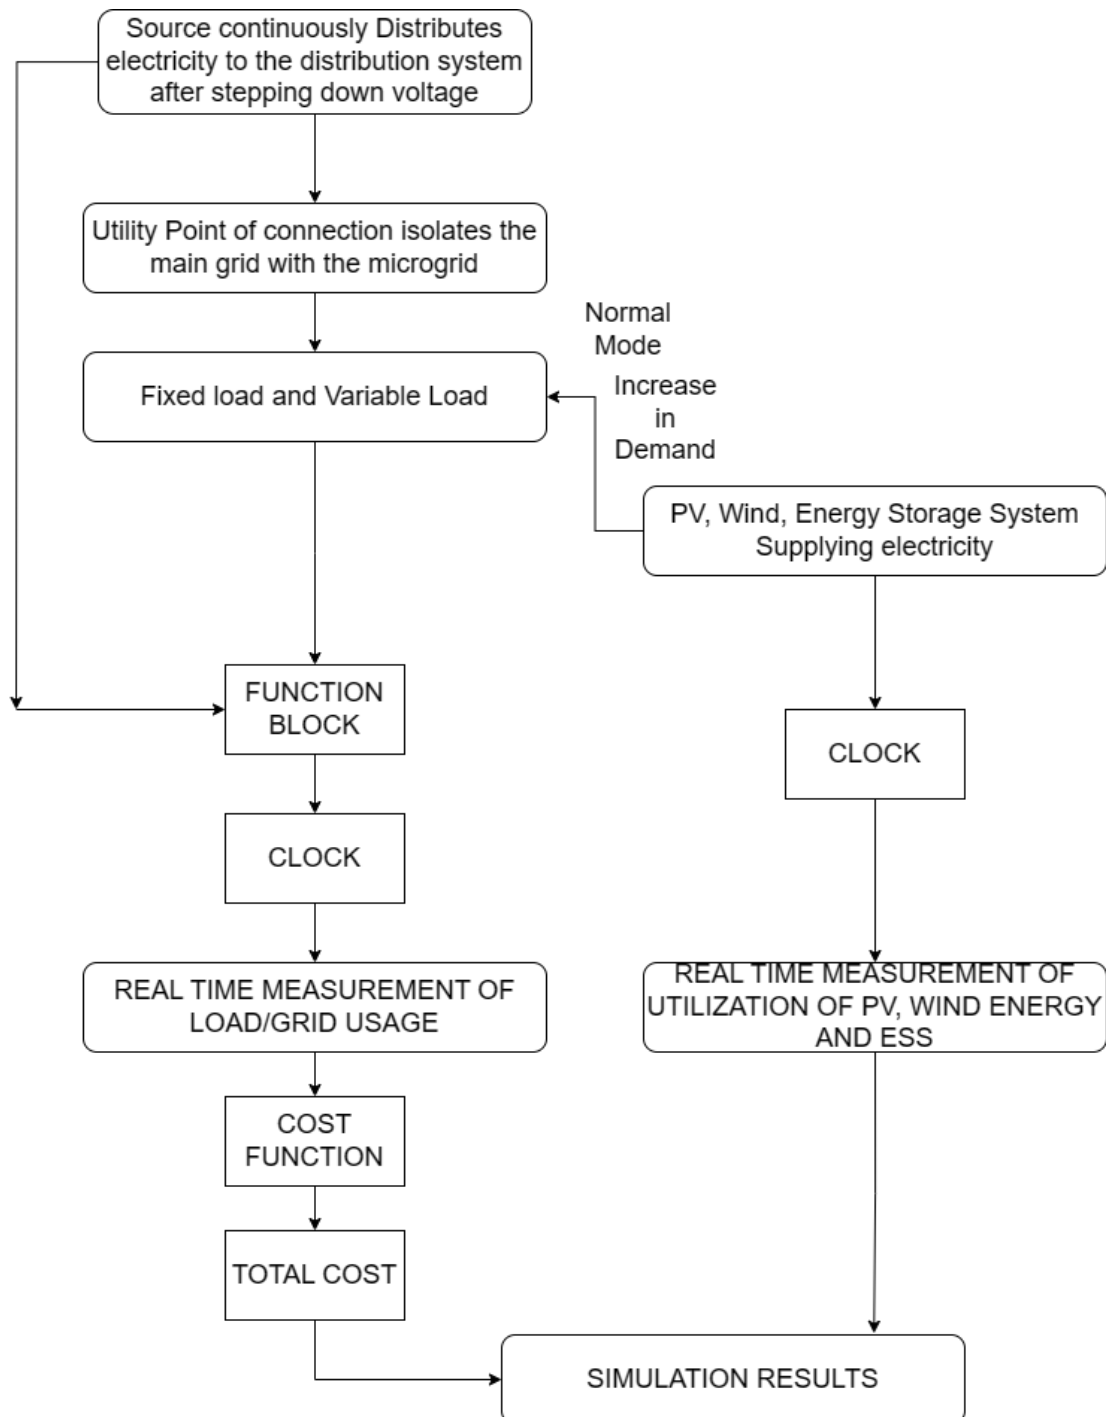 Source continuously Distributes
electricity to the distribution system
after stepping down voltage
Utility Point of connection isolates the
main grid with the microgrid
Normal
Mode
Fixed load and Variable Load
Increase
in
Demand
PV, Wind, Energy Storage System
Supplying electricity
FUNCTION
BLOCK
CLOCK
CLOCK
REAL TIME MEASUREMENT OF
LOAD/GRID USAGE
REAL TIME MEASUREMENT OF
UTILIZATION OF PV, WIND ENERGY
AND ESS
COST
FUNCTION
TOTAL COST
SIMULATION RESULTS